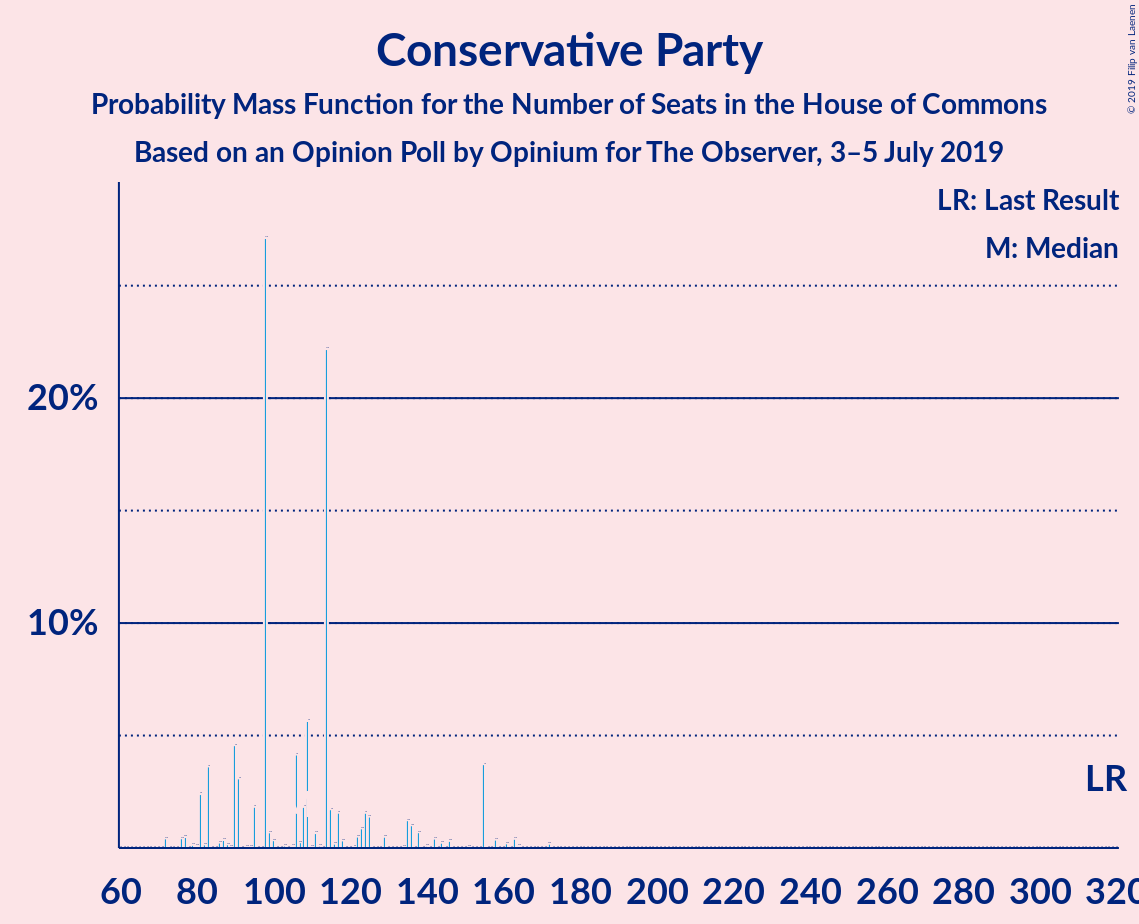 Conservative Party
Probability Mass Function for the Number of Seats in the House of Commons
Based on an Opinion Poll by Opinium for The Observer, 3–5 July 2019
© 2019 Filip van Laenen
LR: Last Result
M: Median
20%
10%
LR
60 80 100 120 140 160 180 200 220 240 260 280 300 320